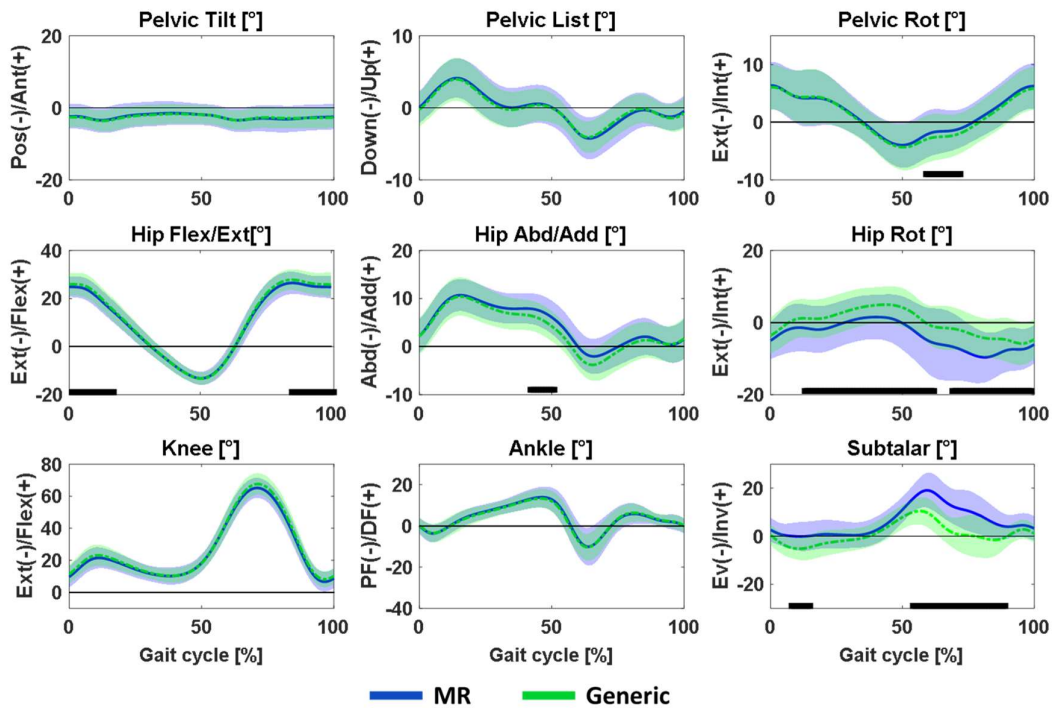 Pelvic Tilt [°]
Pos(-)/Ant(+)
20
0
-20
0
50
100
Pelvic List [°]
Down(-)/Up(+)
10
0
-10
0
50
100
Pelvic Rot [°]
Ext(-)/Int(+)
10
0
-10
0
50
100
Hip Flex/Ext[°]
Ext(-)/Flex(+)
40
20
0
-20
0
50
100
Hip Abd/Add [°]
Abd(-)/Add(+)
20
10
0
-10
0
50
100
Hip Rot [°]
Ext(-)/Int(+)
20
0
-20
0
50
100
Knee [°]
Ext(-)/Flex(+)
80
60
40
20
0
0
50
100
Gait cycle [%]
Ankle [°]
PF(-)/DF(+)
20
0
-20
-40
0
50
100
Gait cycle [%]
Subtalar [°]
Ev(-)/Inv(+)
20
0
-20
0
50
100
Gait cycle [%]
MR
Generic